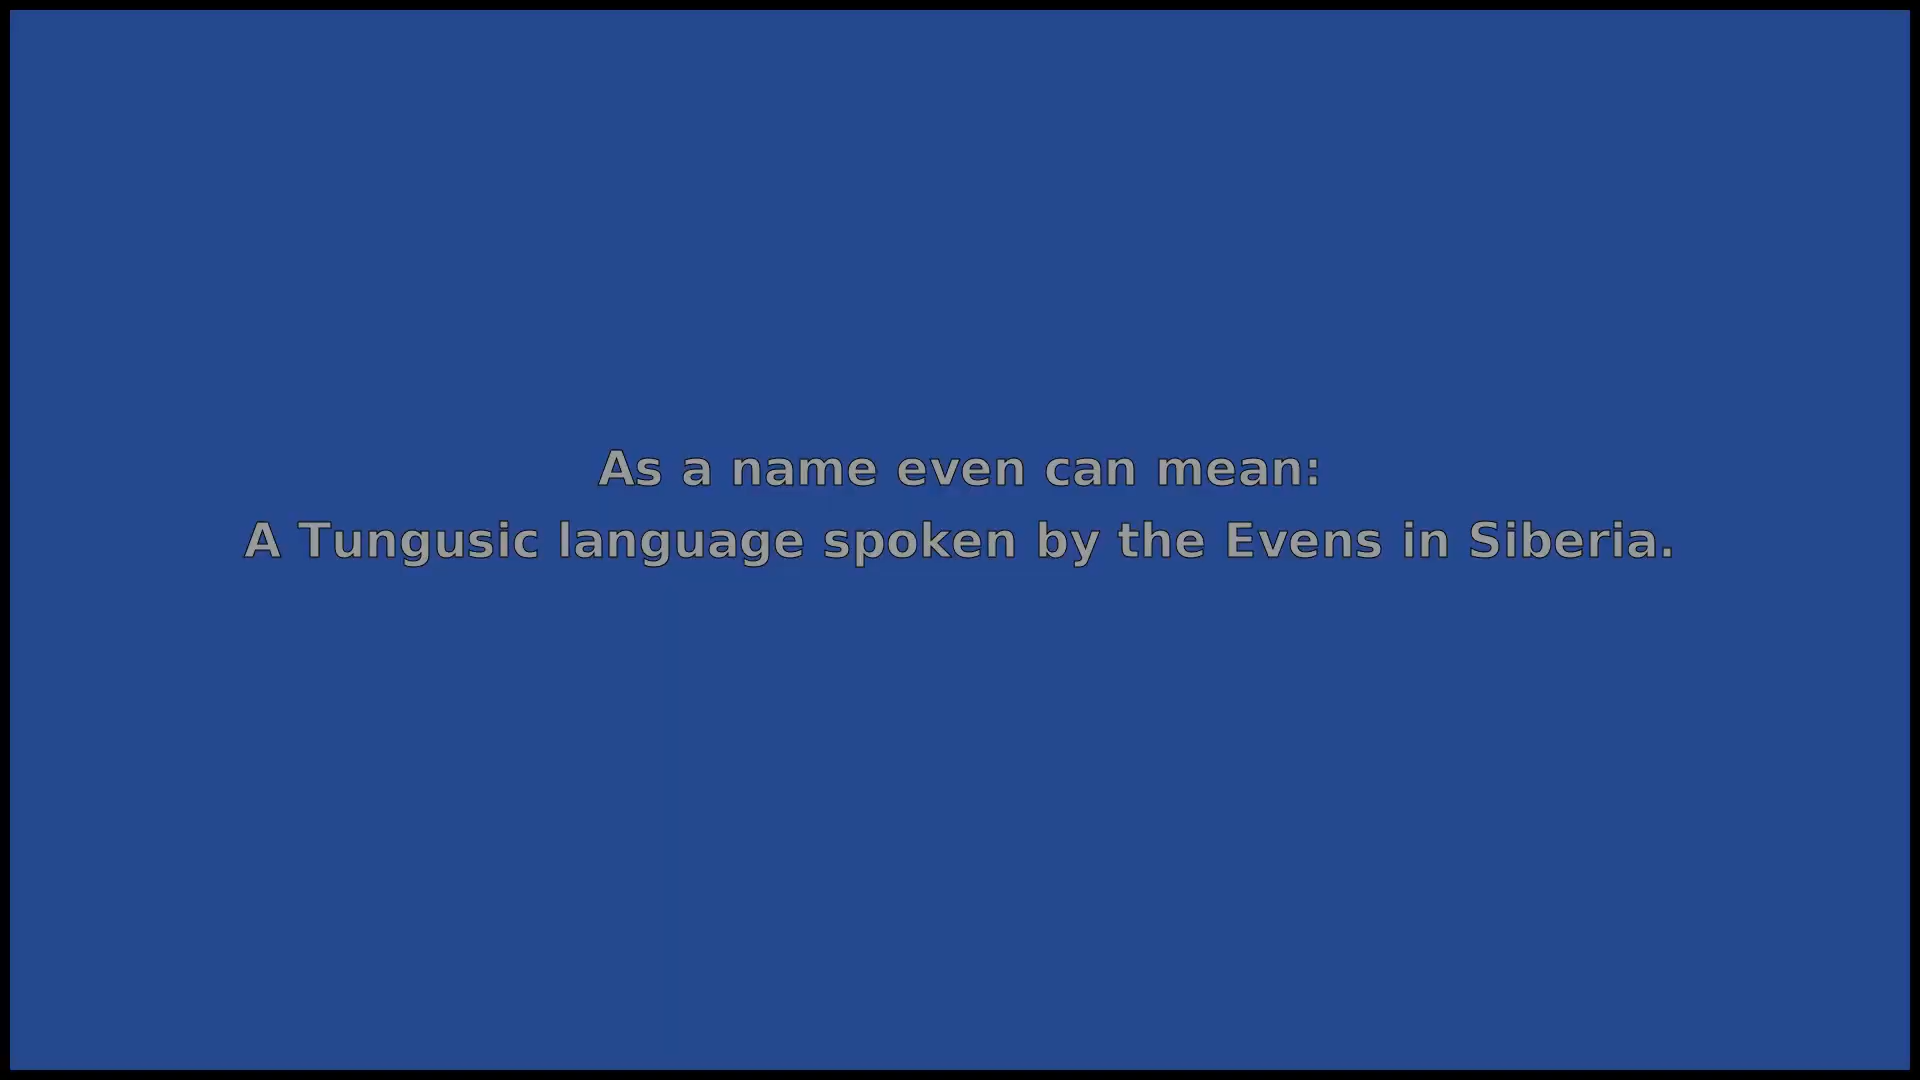 As a name even can mean:
A Tungusic language spoken by the Evens in Siberia.